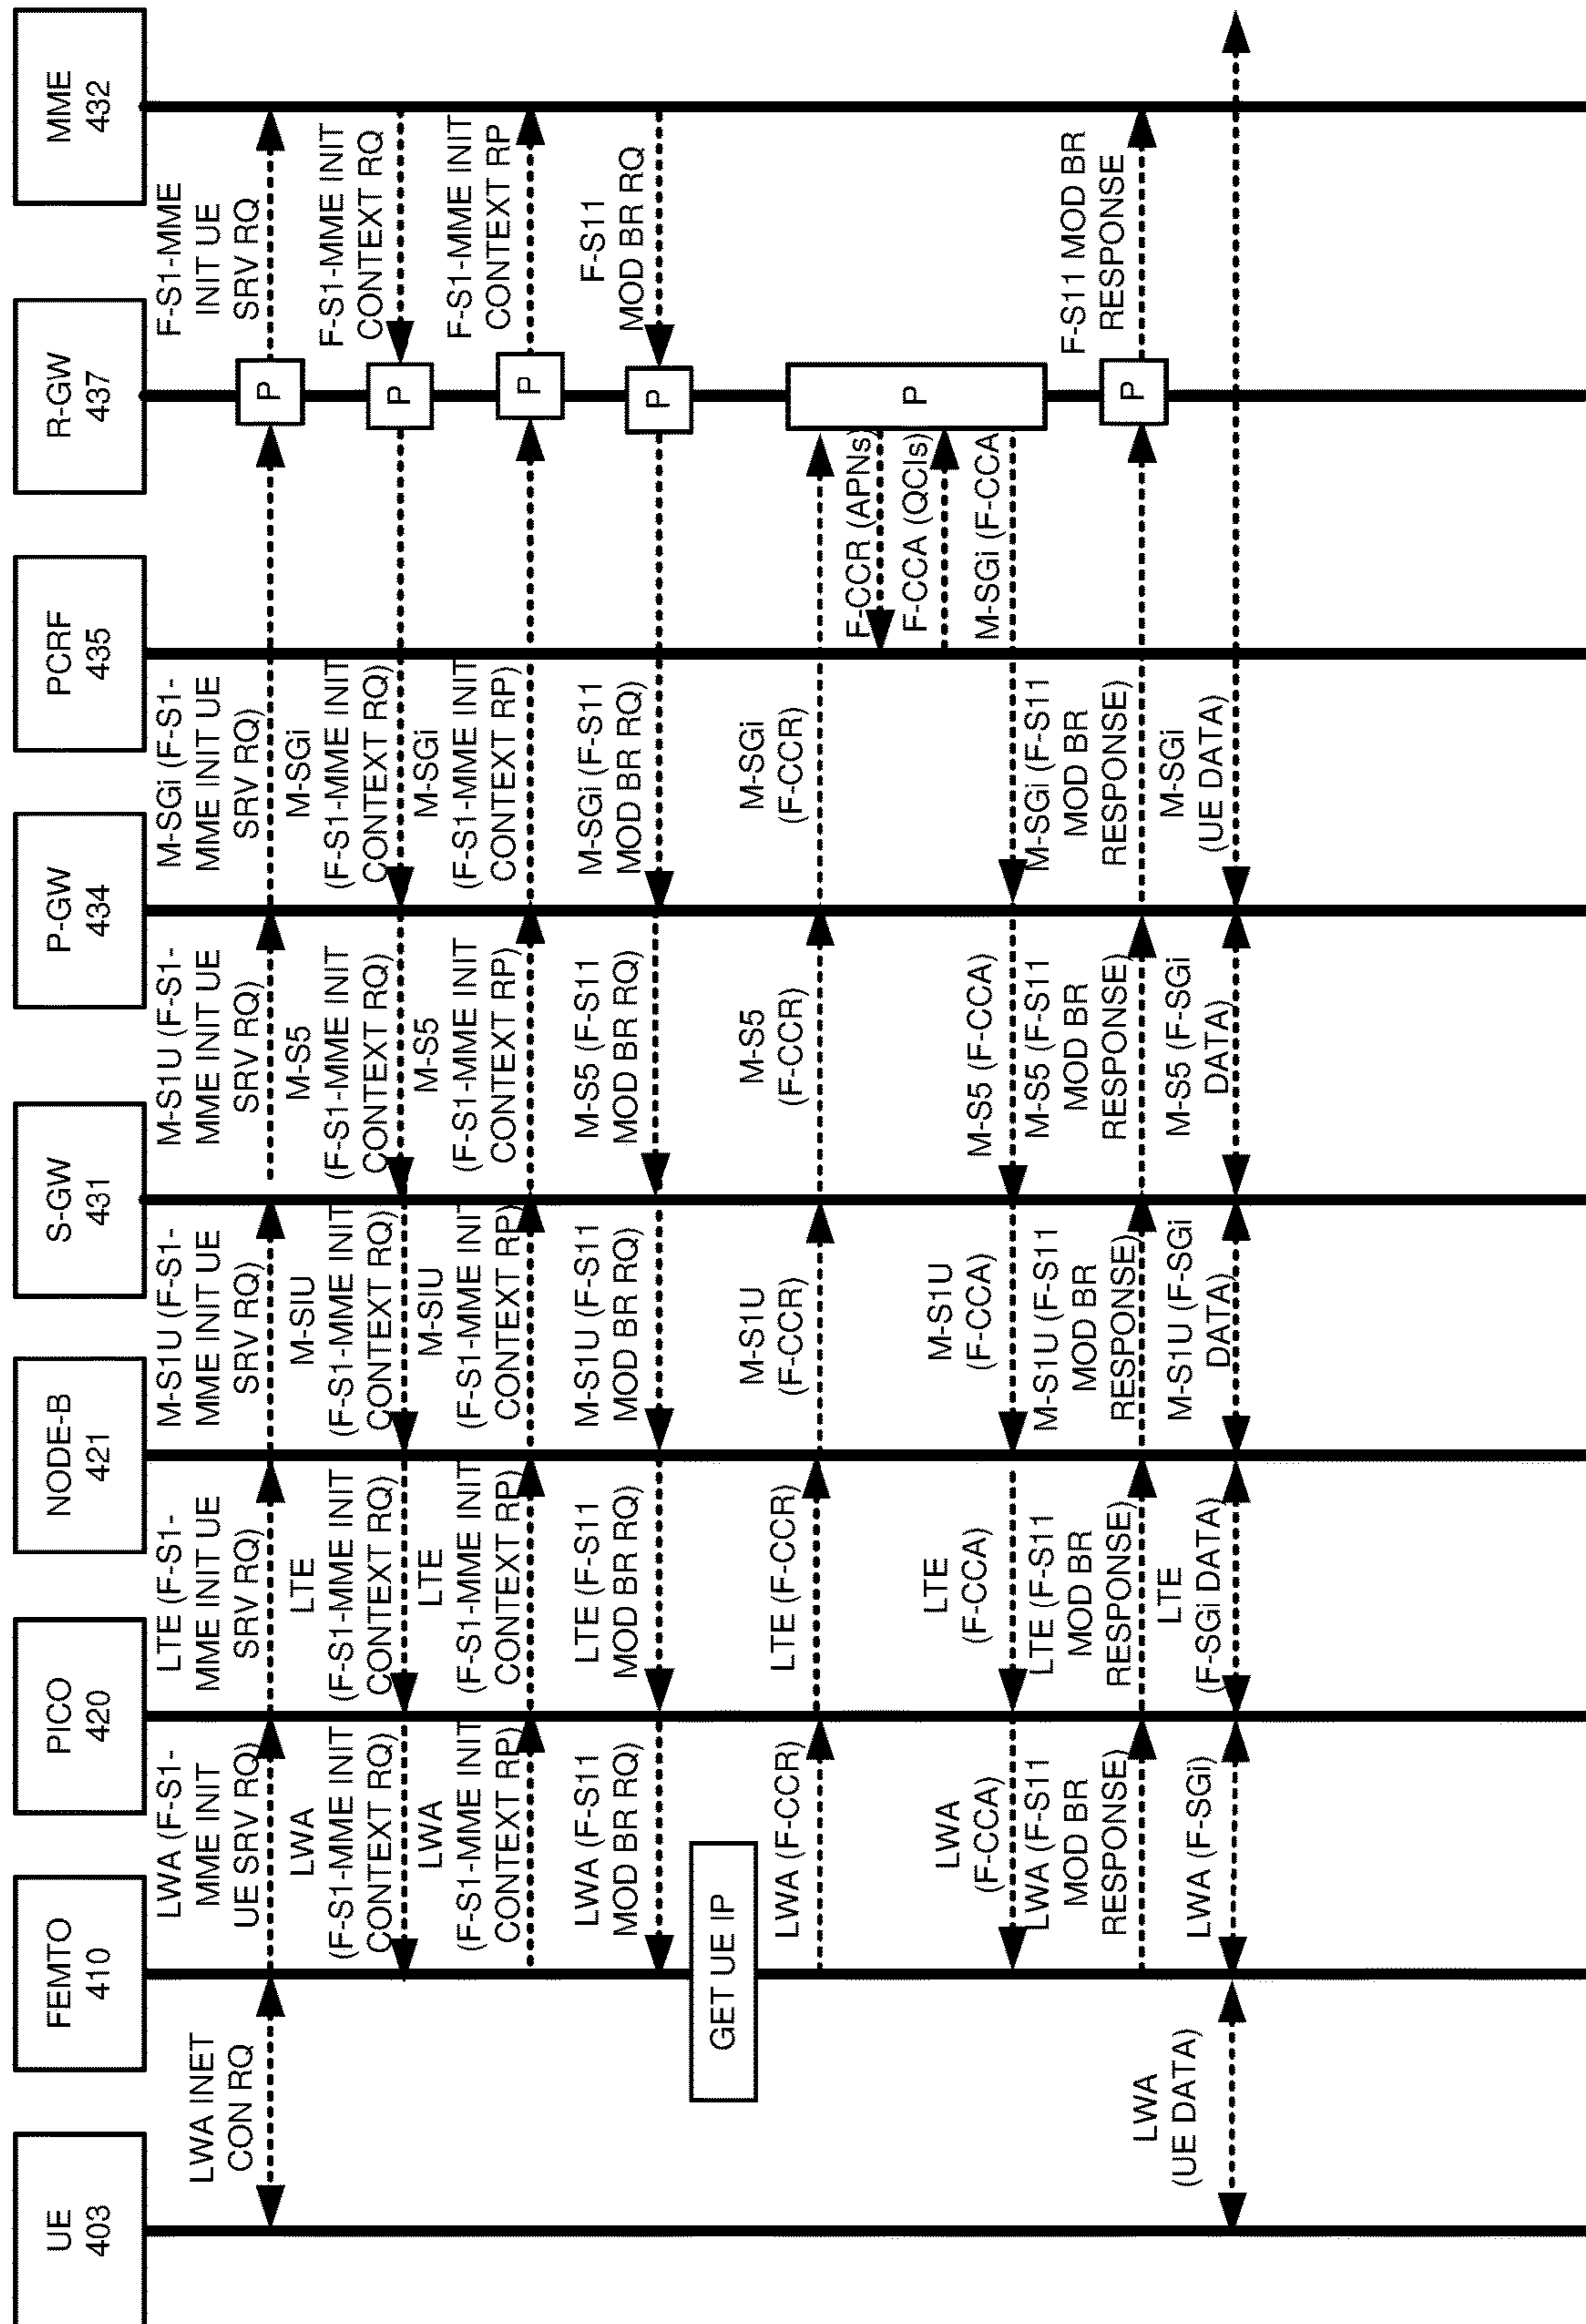 UE
403
FEMTO
410
PICO
420
NODE-B
421
S-GW
431
P-GW
434
PCRF
435
R-GW
437
MME
432
LWA INET
CON RQ
LWA (F-S1-
MME INIT
UE SRV RQ)
LTE (F-S1-
MME INIT UE
SRV RQ)
M-S1U (F-S1-
MME INIT UE
SRV RQ)
M-S1U (F-S1-
MME INIT UE
SRV RQ)
M-SGi (F-S1-
MME INIT UE
SRV RQ)
P
F-S1-MME
INIT UE
SRV RQ
LWA
(F-S1-MME INIT
CONTEXT RQ)
LTE
(F-S1-MME INIT
CONTEXT RQ)
M-SIU
(F-S1-MME INIT
CONTEXT RQ)
M-S5
(F-S1-MME INIT
CONTEXT RQ)
M-SGi
(F-S1-MME INIT
CONTEXT RQ)
P
F-S1-MME INIT
CONTEXT RQ
LWA
(F-S1-MME INIT
CONTEXT RP)
LTE
(F-S1-MME INIT
CONTEXT RP)
M-SIU
(F-S1-MME INIT
CONTEXT RP)
M-S5
(F-S1-MME INIT
CONTEXT RP)
M-SGi
(F-S1-MME INIT
CONTEXT RP)
P
F-S1-MME INIT
CONTEXT RP
LWA (F-S11
MOD BR RQ)
LTE (F-S11
MOD BR RQ)
M-S1U (F-S11
MOD BR RQ)
M-S5 (F-S11
MOD BR RQ)
M-SGi (F-S11
MOD BR RQ)
P
F-S11
MOD BR RQ
GET UE IP
LWA (F-CCR)
LTE (F-CCR)
M-S1U
(F-CCR)
M-S5
(F-CCR)
M-SGi
(F-CCR)
P
F-CCR (APNs)
F-CCA (QCIs)
M-SGi (F-CCA
LWA
(F-CCA)
LTE
(F-CCA)
M-S1U
(F-CCA)
M-S5 (F-CCA)
LWA (F-S11
MOD BR
RESPONSE)
LTE (F-S11
MOD BR
RESPONSE)
M-S1U (F-S11
MOD BR
RESPONSE)
M-S5 (F-S11
MOD BR
RESPONSE)
M-SGi (F-S11
MOD BR
RESPONSE)
P
F-S11 MOD BR
RESPONSE
LWA
(UE DATA)
LWA (F-SGi)
LTE
(F-SGi DATA)
M-S1U (F-SGi
DATA)
M-S5 (F-SGi
DATA)
M-SGi
(UE DATA)